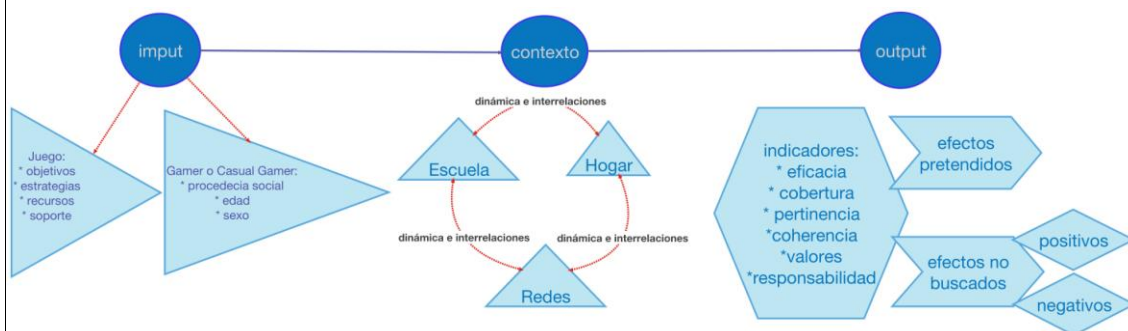 imput
contexto
output
Juego:
* objetivos
* estrategias
* recursos
* soporte
Gamer o Casual Gamer:
* procedecia social
* edad
* sexo
dinámica e interrelaciones
Escuela
Hogar
dinámica e interrelaciones
dinámica e interrelaciones
Redes
indicadores:
* eficacia
* cobertura
* pertinencia
*coherencia
*valores
*responsabilidad
efectos
pretendidos
efectos no
buscados
positivos
negativos